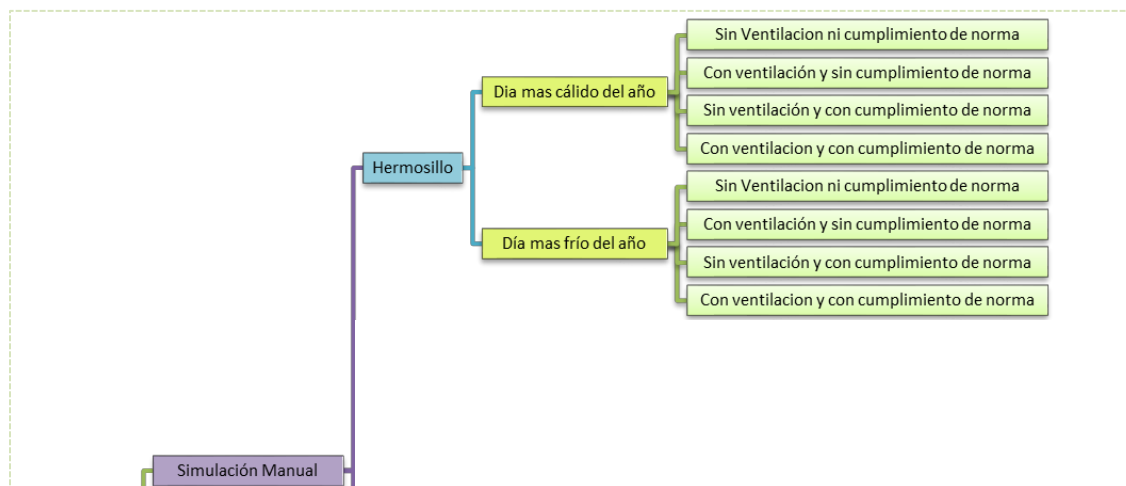 Sin Ventilacion ni cumplimiento de norma
Con ventilación y sin cumplimiento de norma
Dia mas cálido del año
Sin ventilación y con cumplimiento de norma
Con ventilacion y con cumplimiento de norma
Hermosillo
Sin Ventilacion ni cumplimiento de norma
Con ventilación y sin cumplimiento de norma
Día mas frío del año
Sin ventilación y con cumplimiento de norma
Con ventilacion y con cumplimiento de norma
Simulación Manual